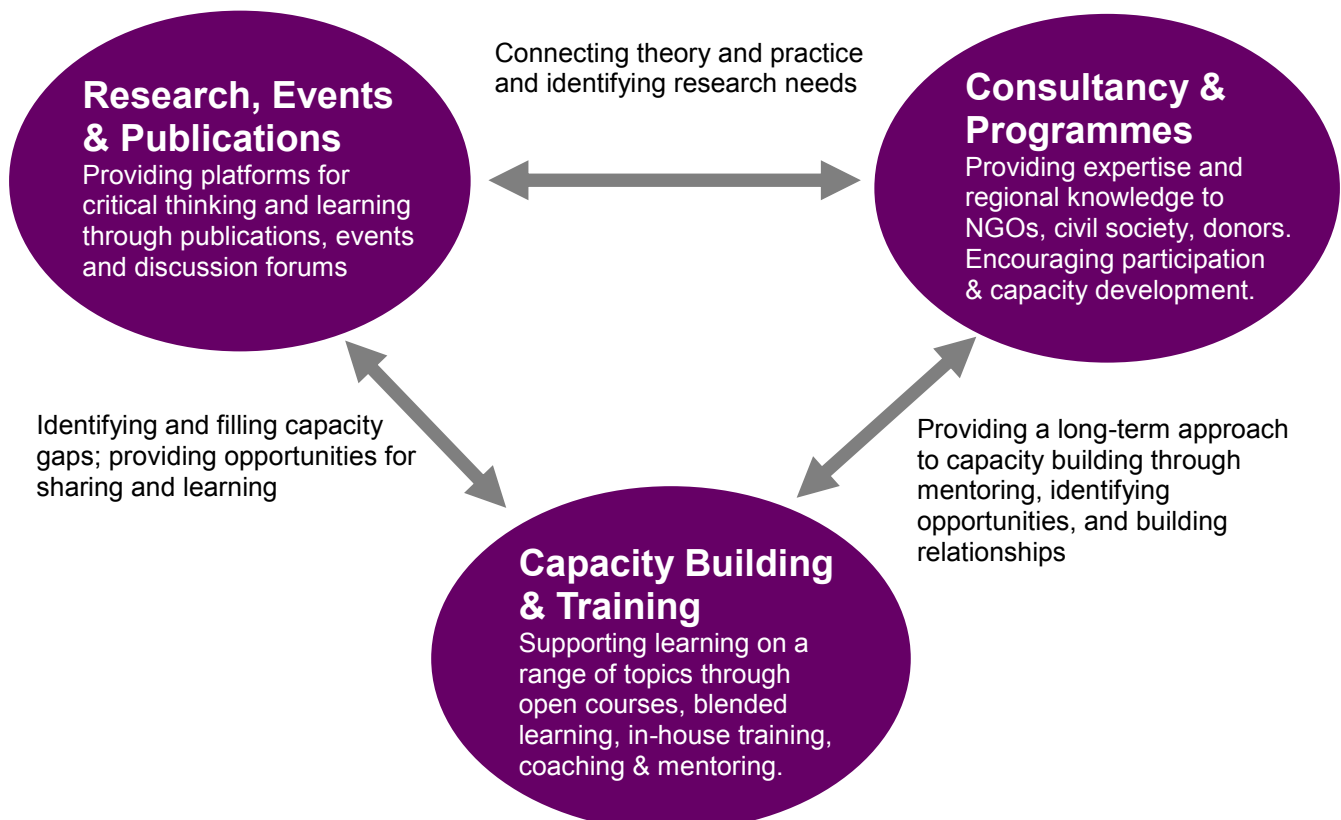 Connecting theory and practice
and identifying research needs
Research, Events
& Publications
Providing platforms for
critical thinking and learning
through publications, events
and discussion forums
Consultancy &
Programmes
Providing expertise and
regional knowledge to
NGOs, civil society, donors.
Encouraging participation
& capacity development.
Identifying and filling capacity
gaps; providing opportunities for
sharing and learning
Providing a long-term approach
to capacity building through
mentoring, identifying
opportunities, and building
relationships
Capacity Building
& Training
Supporting learning on a
range of topics through
open courses, blended
learning, in-house training,
coaching & mentoring.